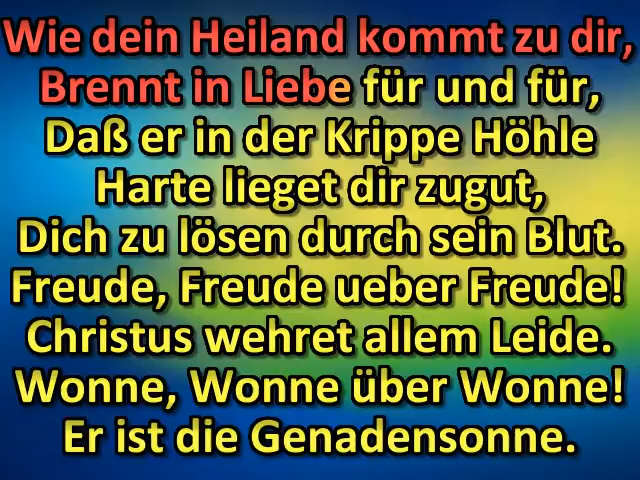 Wie dein Heiland kommt zu dir,
Brennt in Liebe für und für,
Daß er in der Krippe Höhle
Harte lieget dir zugut,
Dich zu lösen durch sein Blut.
Freude, Freude ueber Freude!
Christus wehret allem Leide.
Wonne, Wonne über Wonne!
Er ist die Genadensonne.